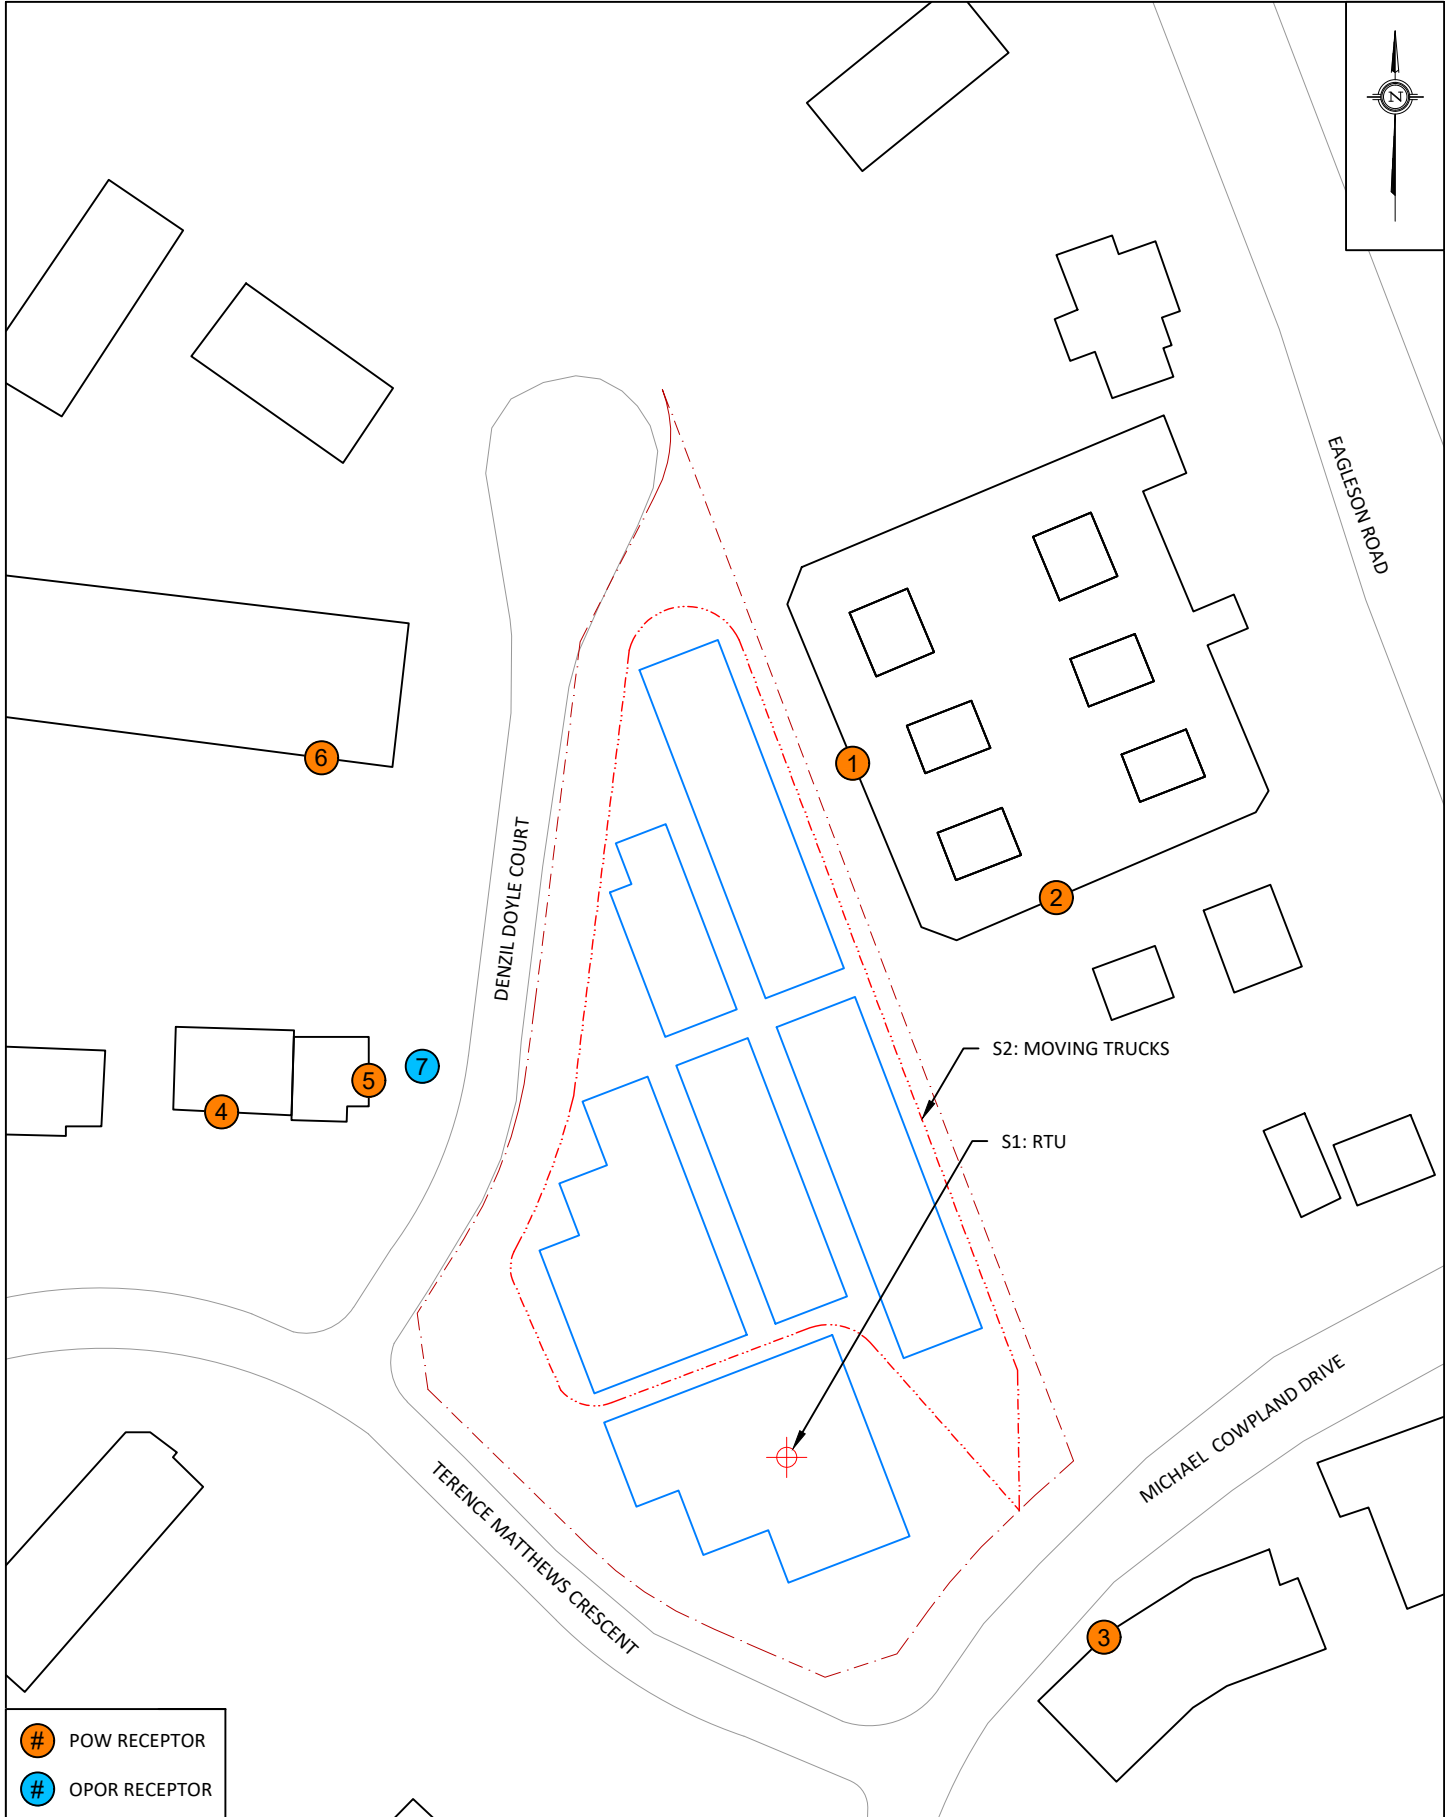 N
EAGLESON ROAD
6
1
DENZIL DOYLE COURT
2
S2: MOVING TRUCKS
7
5
4
S1: RTU
MICHAEL COWPLAND DRIVE
TERENCE MATTHEWS CRESCENT
3
# POW RECEPTOR
# OPOR RECEPTOR